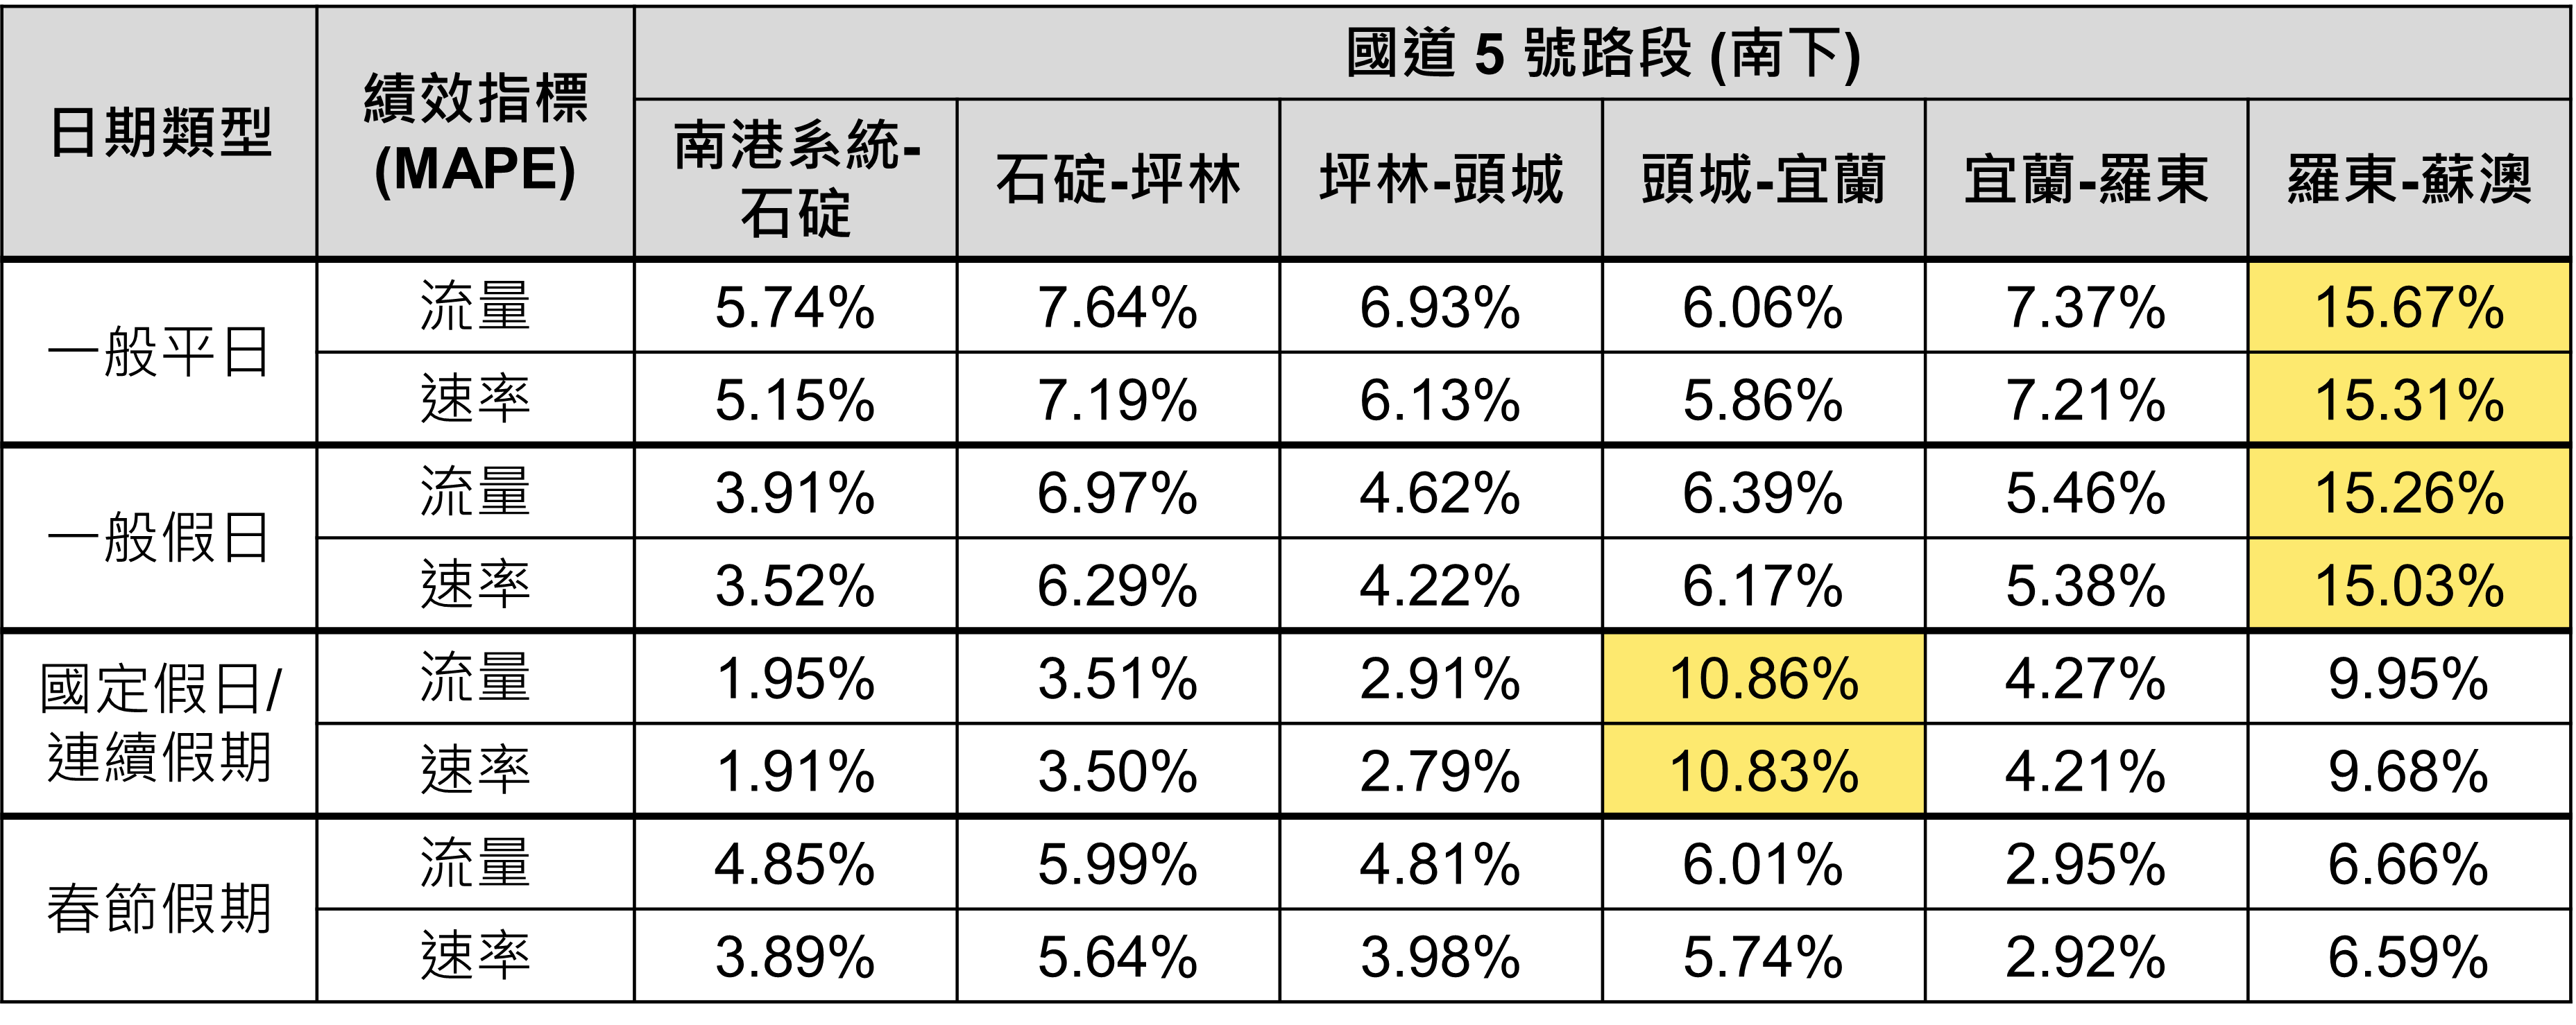 日期類型
績效指標
(MAPE)
國道 5 號路段 (南下)
南港系統-
石碇
石碇-坪林
坪林-頭城
頭城-宜蘭
宜蘭-羅東
羅東-蘇澳
一般平日
流量 5.74% 7.64% 6.93% 6.06% 7.37% 15.67%
速率 5.15% 7.19% 6.13% 5.86% 7.21% 15.31%
一般假日
流量 3.91% 6.97% 4.62% 6.39% 5.46% 15.26%
速率 3.52% 6.29% 4.22% 6.17% 5.38% 15.03%
國定假日/
連續假期
流量 1.95% 3.51% 2.91% 10.86% 4.27% 9.95%
速率 1.91% 3.50% 2.79% 10.83% 4.21% 9.68%
春節假期
流量 4.85% 5.99% 4.81% 6.01% 2.95% 6.66%
速率 3.89% 5.64% 3.98% 5.74% 2.92% 6.59%